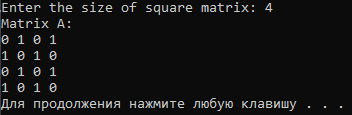 Enter the size of square matrix: 4
Matrix A:
0 1 0 1
1 0 1 0
0 1 0 1
1 0 1 0
Для продолжения нажмите любую клавишу . . .